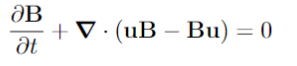 ∂B/∂t + ∇ · (uB − Bu) = 0